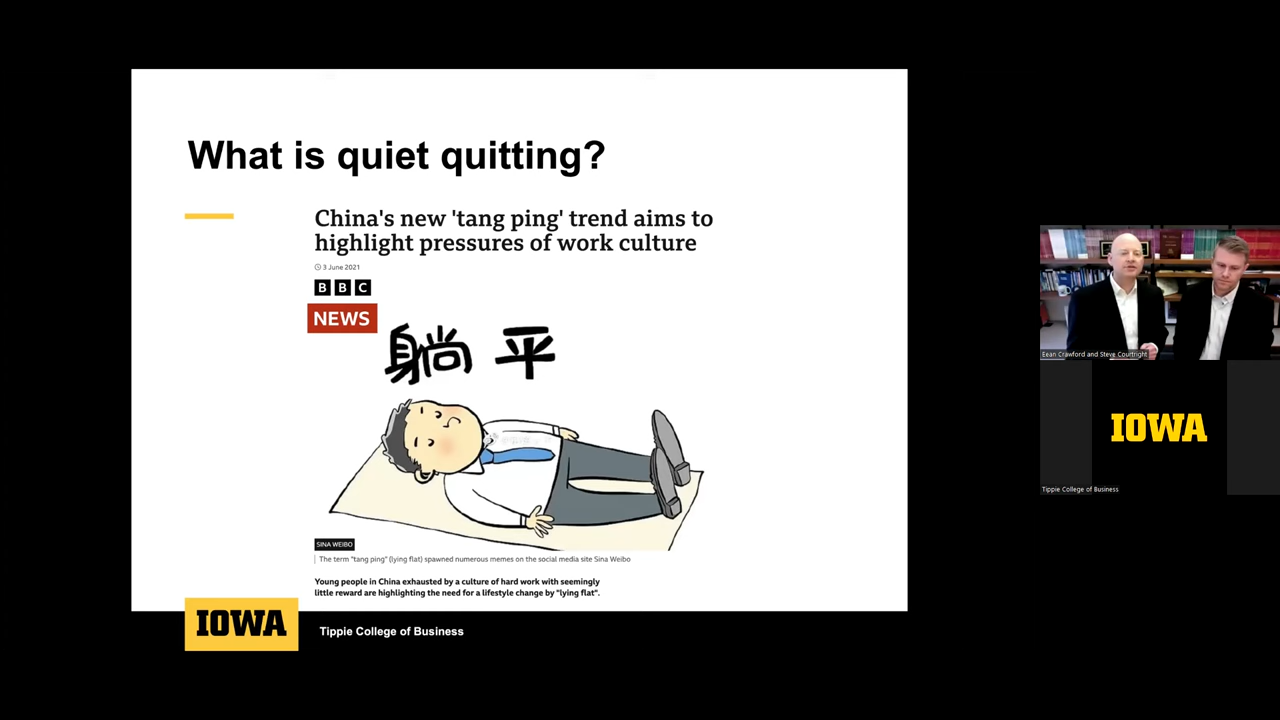 What is quiet quitting?
China's new 'tang ping' trend aims to
highlight pressures of work culture
3 June 2021
BBC
NEWS
躺平
SINA WEIBO
The term "tang ping" (lying flat) spawned numerous memes on the social media site Sina Weibo
Young people in China exhausted by a culture of hard work with seemingly
little reward are highlighting the need for a lifestyle change by "lying flat".
IOWA
Tippie College of Business
Eean Crawford and Steve Courtright
IOWA
Tippie College of Business